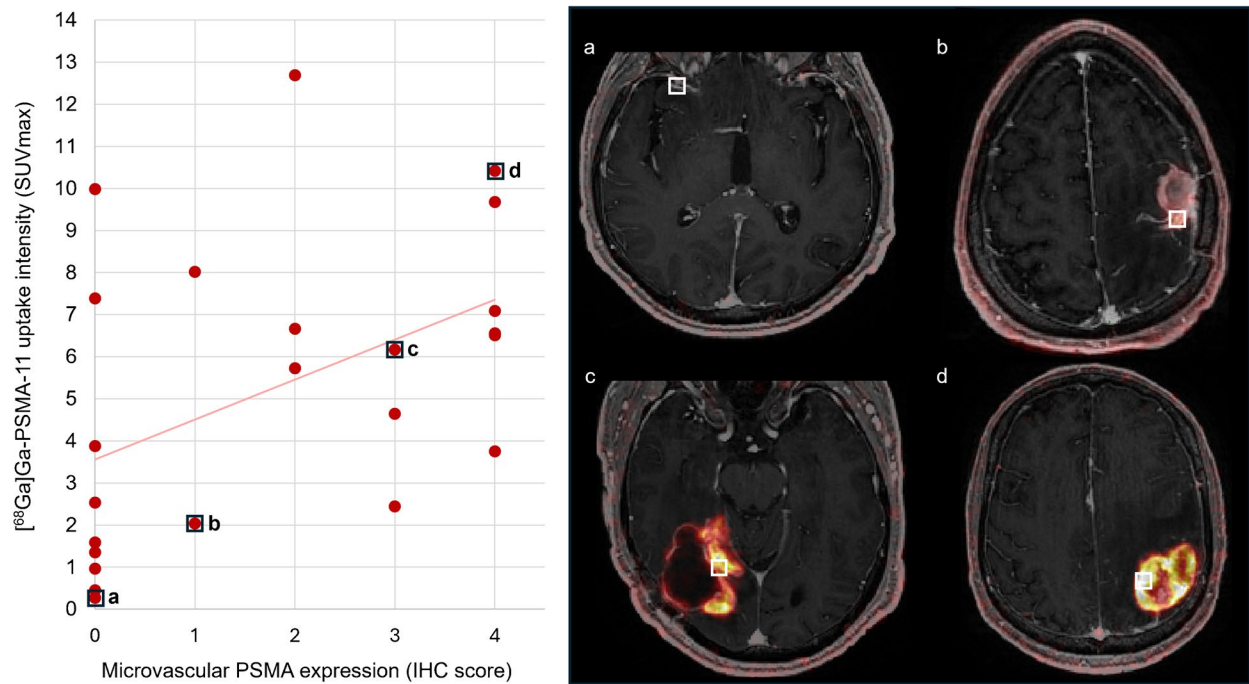 [⁶⁸Ga]Ga-PSMA-11 uptake intensity (SUVmax)
14
13
12
11
10
9
8
7
6
5
4
3
2
1
0
d
c
b
a
0 1 2 3 4
Microvascular PSMA expression (IHC score)
a
b
c
d